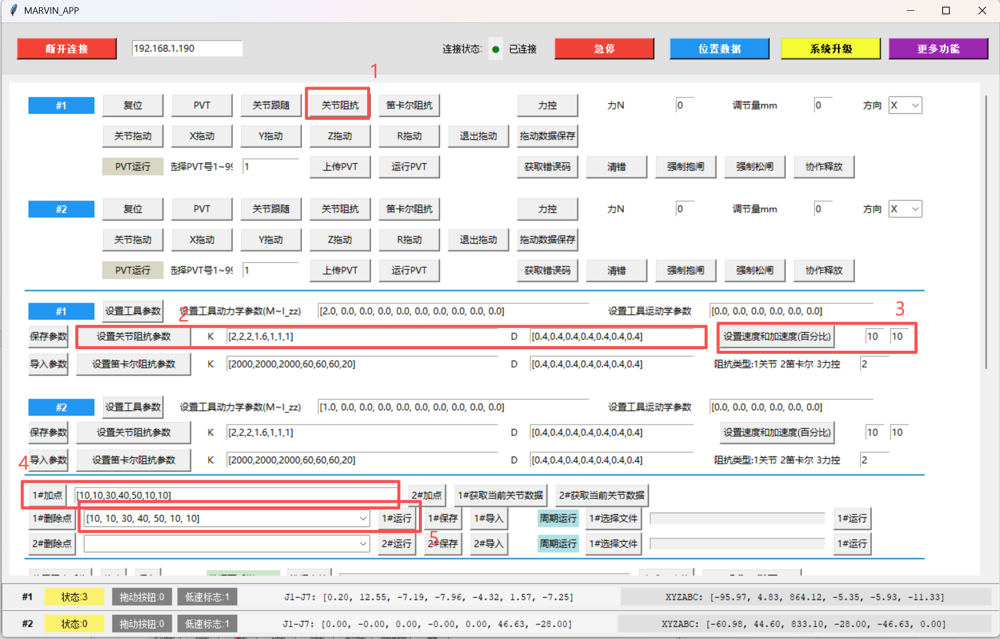 MARVIN_APP
断开连接 192.168.1.190 连接状态: 已连接 急停 位置数据 系统升级 更多功能
1
#1 复位 PVT 关节跟随 关节阻抗 笛卡尔阻抗 力控 力N 0 调节量mm 0 方向 X
关节拖动 X拖动 Y拖动 Z拖动 R拖动 退出拖动 拖动数据保存
PVT运行 选择PVT号1~99 1 上传PVT 运行PVT 获取错误码 清错 强制抱闸 强制松闸 协作释放
#2 复位 PVT 关节跟随 关节阻抗 笛卡尔阻抗 力控 力N 0 调节量mm 0 方向 X
关节拖动 X拖动 Y拖动 Z拖动 R拖动 退出拖动 拖动数据保存
PVT运行 选择PVT号1~99 1 上传PVT 运行PVT 获取错误码 清错 强制抱闸 强制松闸 协作释放
#1 设置工具参数 设置工具动力学参数(M~I_zz) [2.0, 0.0, 0.0, 0.0, 0.0, 0.0, 0.0, 0.0, 0.0, 0.0] 设置工具运动学参数 [0.0, 0.0, 0.0, 0.0, 0.0, 0.0]
2 3
保存参数 设置关节阻抗参数 K [2,2,2,1.6,1,1,1] D [0.4,0.4,0.4,0.4,0.4,0.4,0.4] 设置速度和加速度(百分比) 10 10
导入参数 设置笛卡尔阻抗参数 K [2000,2000,2000,60,60,60,20] D [0.4,0.4,0.4,0.4,0.4,0.4,0.4] 阻抗类型:1关节 2笛卡尔 3力控 2
#2 设置工具参数 设置工具动力学参数(M~I_zz) [1.0, 0.0, 0.0, 0.0, 0.0, 0.0, 0.0, 0.0, 0.0, 0.0] 设置工具运动学参数 [0.0, 0.0, 0.0, 0.0, 0.0, 0.0]
保存参数 设置关节阻抗参数 K [2,2,2,1.6,1,1,1] D [0.4,0.4,0.4,0.4,0.4,0.4,0.4] 设置速度和加速度(百分比) 10 10
4 导入参数 设置笛卡尔阻抗参数 K [2000,2000,2000,60,60,60,20] D [0.4,0.4,0.4,0.4,0.4,0.4,0.4] 阻抗类型:1关节 2笛卡尔 3力控 2
1#加点 [10,10,30,40,50,10,10] 2#加点 1#获取当前关节数据 2#获取当前关节数据
1#删除点 [10, 10, 30, 40, 50, 10, 10] 1#运行 1#保存 1#导入 周期运行 1#选择文件 1#运行
5
2#删除点 2#运行 2#保存 2#导入 周期运行 1#选择文件 1#运行
#1 状态:3 拖动按钮:0 低速标志:1 J1-J7: [0.20, 12.55, -7.19, -7.96, -4.32, 1.57, -7.25] XYZABC: [-95.97, 4.83, 864.12, -5.35, -5.93, -11.33]
#2 状态:0 拖动按钮:0 低速标志:1 J1-J7: [0.00, -0.00, 0.00, -0.00, 0.00, 46.63, -28.00] XYZABC: [-60.98, 44.60, 833.10, -28.00, -46.63, 0.00]